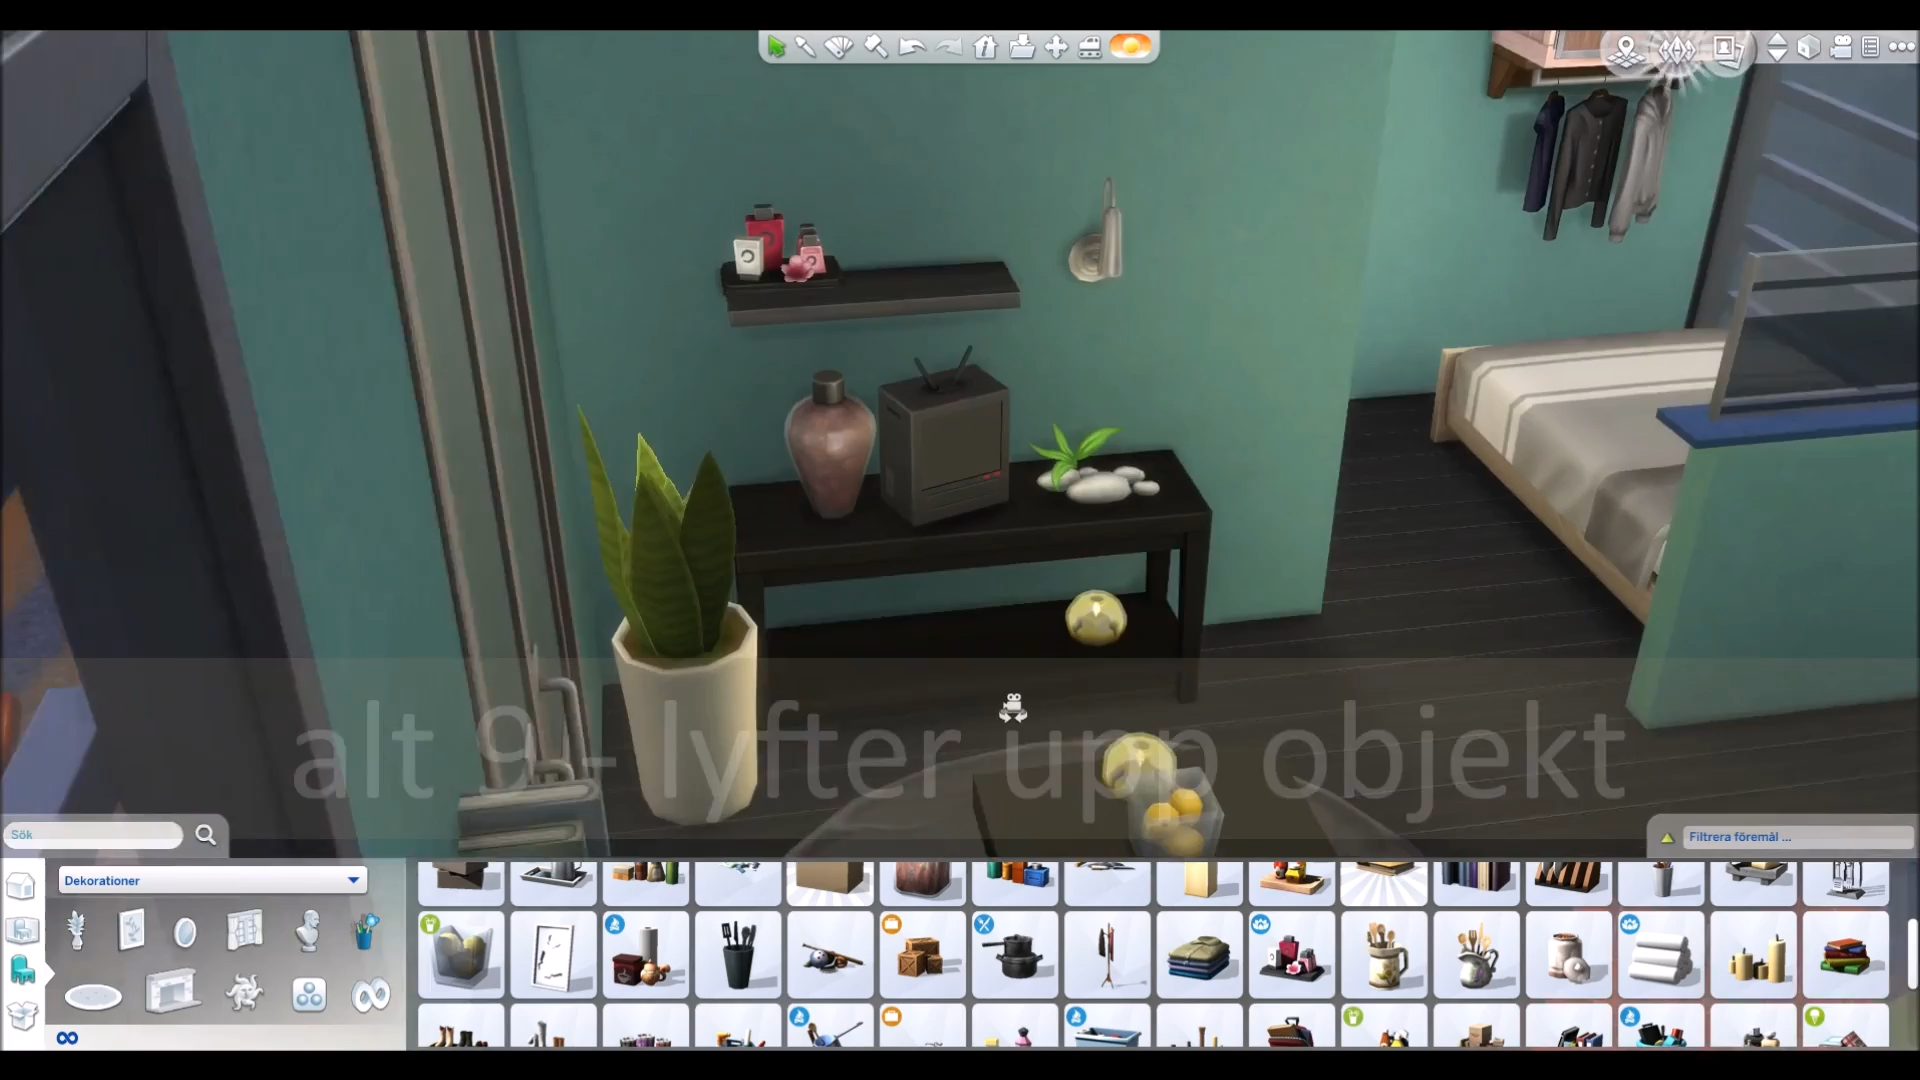 alt 9 - lyfter upp objekt
Sök
Filtrera föremål ...
Dekorationer